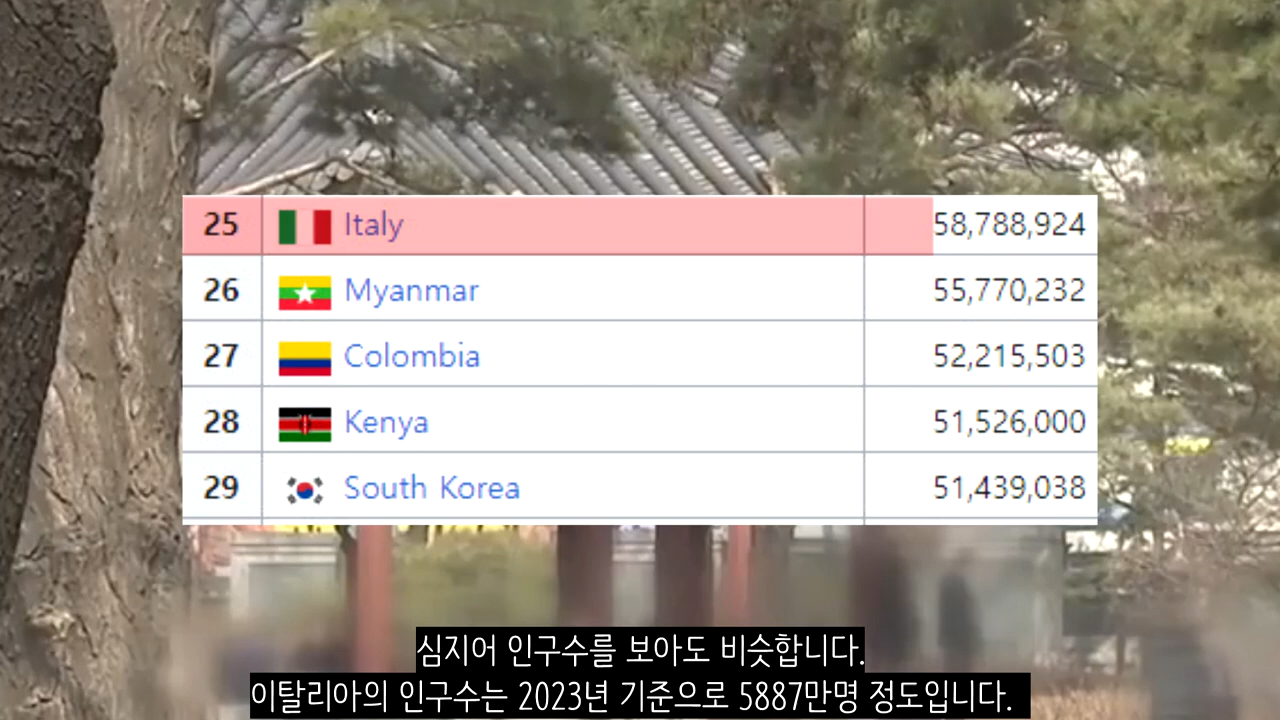 25 Italy 58,788,924
26 Myanmar 55,770,232
27 Colombia 52,215,503
28 Kenya 51,526,000
29 South Korea 51,439,038
심지어 인구수를 보아도 비슷합니다.
이탈리아의 인구수는 2023년 기준으로 5887만명 정도입니다.